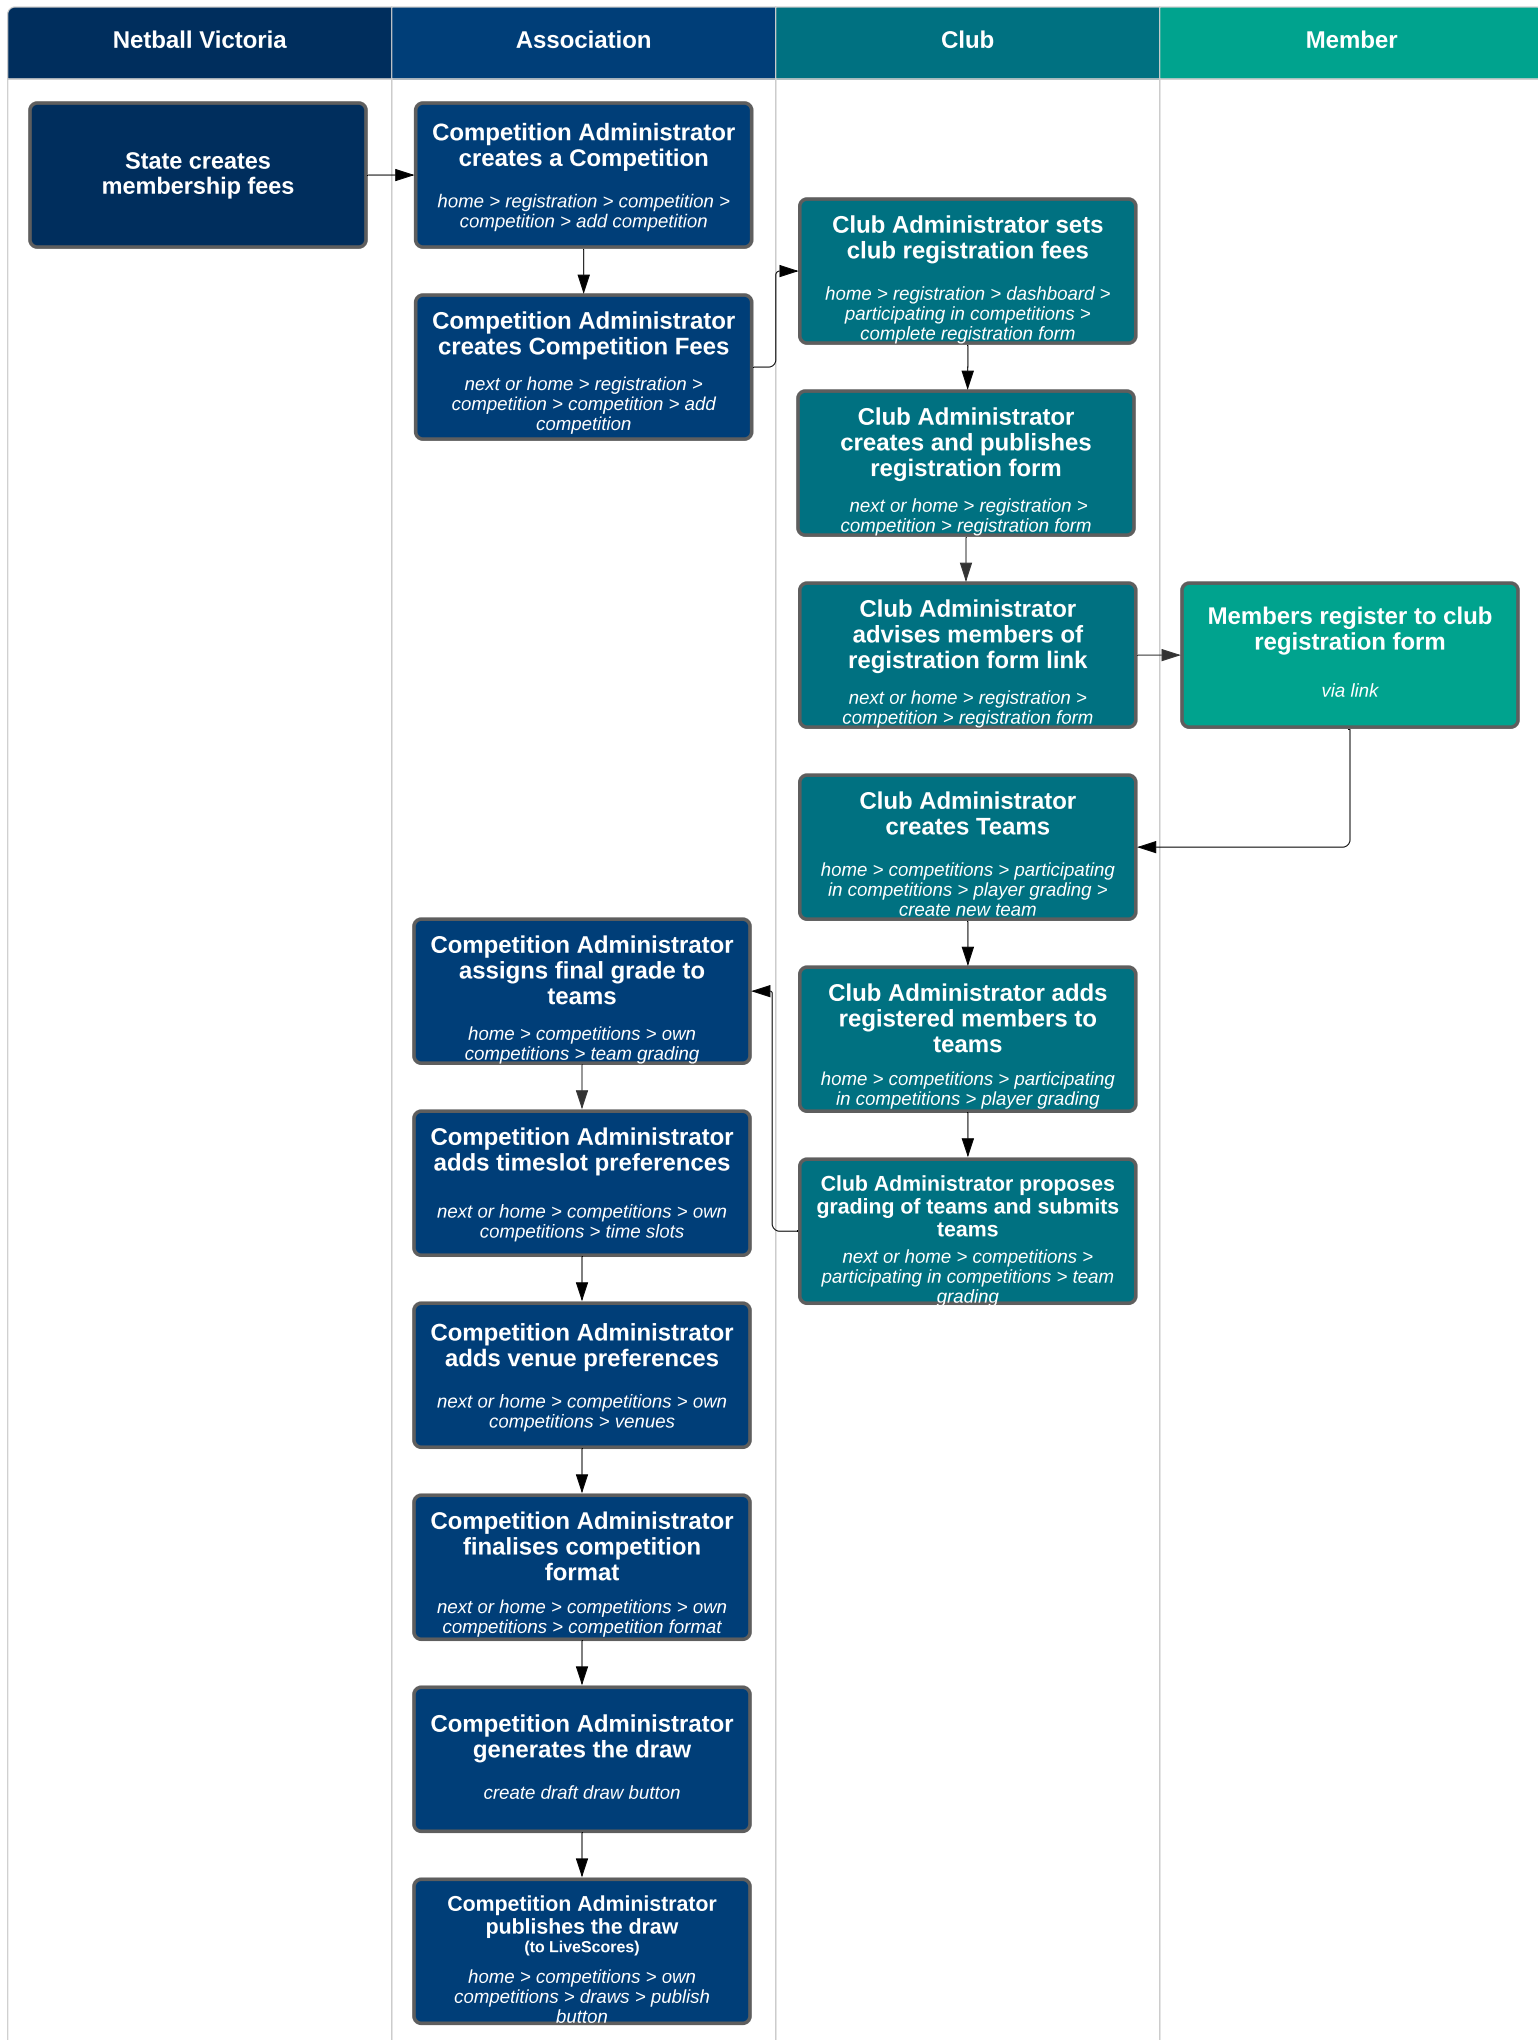 Netball Victoria
Association
Club
Member
State creates
membership fees
Competition Administrator
creates a Competition
home > registration > competition >
competition > add competition
Competition Administrator
creates Competition Fees
next or home > registration >
competition > competition > add
competition
Club Administrator sets
club registration fees
home > registration > dashboard >
participating in competitions >
complete registration form
Club Administrator
creates and publishes
registration form
next or home > registration >
competition > registration form
Club Administrator
advises members of
registration form link
next or home > registration >
competition > registration form
Members register to club
registration form
via link
Club Administrator
creates Teams
home > competitions > participating
in competitions > player grading >
create new team
Club Administrator adds
registered members to
teams
home > competitions > participating
in competitions > player grading
Club Administrator proposes
grading of teams and submits
teams
next or home > competitions >
participating in competitions > team
grading
Competition Administrator
assigns final grade to
teams
home > competitions > own
competitions > team grading
Competition Administrator
adds timeslot preferences
next or home > competitions > own
competitions > time slots
Competition Administrator
adds venue preferences
next or home > competitions > own
competitions > venues
Competition Administrator
finalises competition
format
next or home > competitions > own
competitions > competition format
Competition Administrator
generates the draw
create draft draw button
Competition Administrator
publishes the draw
(to LiveScores)
home > competitions > own
competitions > draws > publish
button